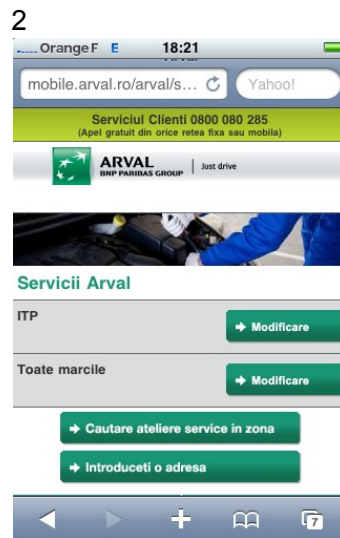 2
..... Orange F E 18:21
Arval
mobile.arval.ro/arval/s... Yahoo!
Serviciul Clienti 0800 080 285
(Apel gratuit din orice retea fixa sau mobila)
ARVAL
BNP PARIBAS GROUP
Just drive
Servicii Arval
ITP
Modificare
Toate marcile
Modificare
Cautare ateliere service in zona
Introduceti o adresa
7